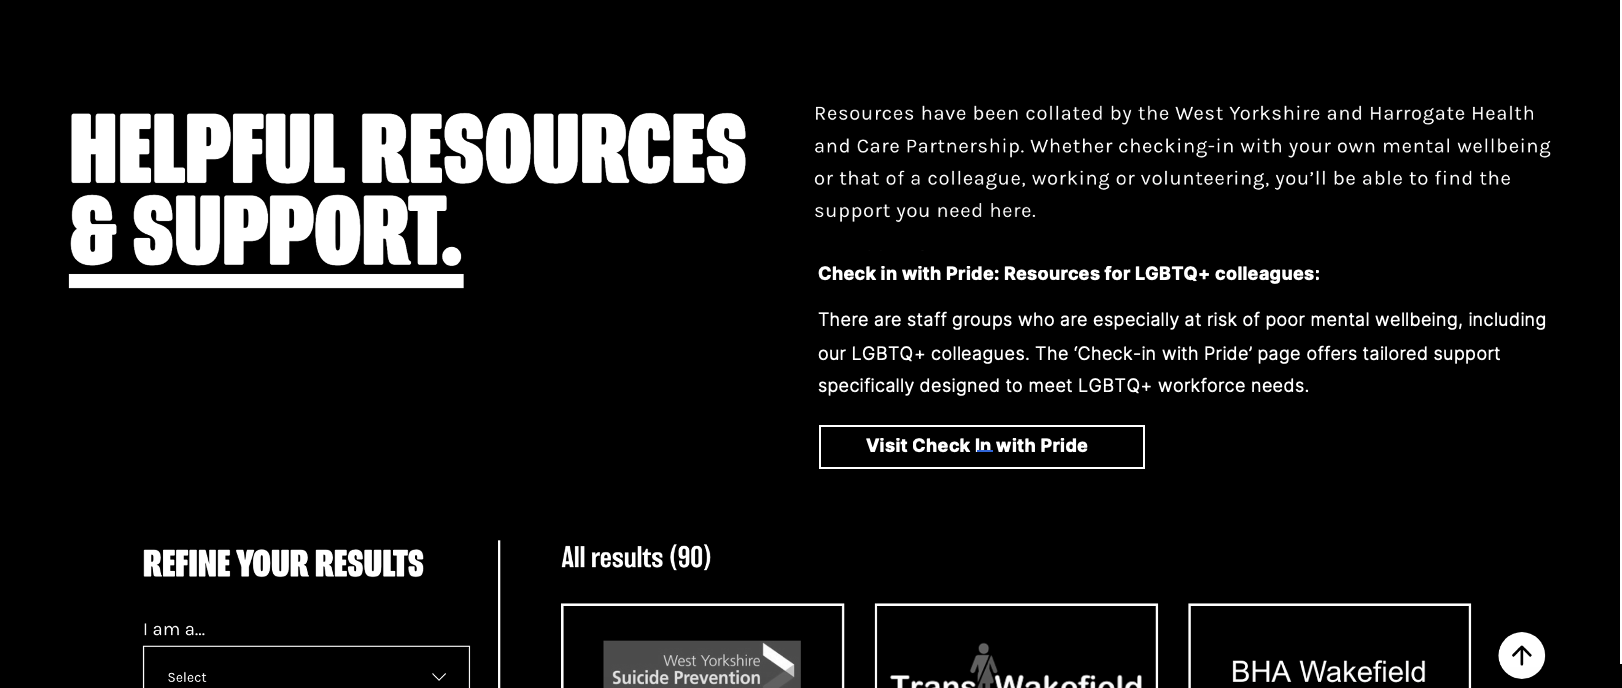 HELPFUL RESOURCES
& SUPPORT.
Resources have been collated by the West Yorkshire and Harrogate Health
and Care Partnership. Whether checking-in with your own mental wellbeing
or that of a colleague, working or volunteering, you’ll be able to find the
support you need here.
Check in with Pride: Resources for LGBTQ+ colleagues:
There are staff groups who are especially at risk of poor mental wellbeing, including
our LGBTQ+ colleagues. The ‘Check-in with Pride’ page offers tailored support
specifically designed to meet LGBTQ+ workforce needs.
Visit Check In with Pride
REFINE YOUR RESULTS
I am a...
Select
All results (90)
West Yorkshire
Suicide Prevention
Trans Wakefield
BHA Wakefield